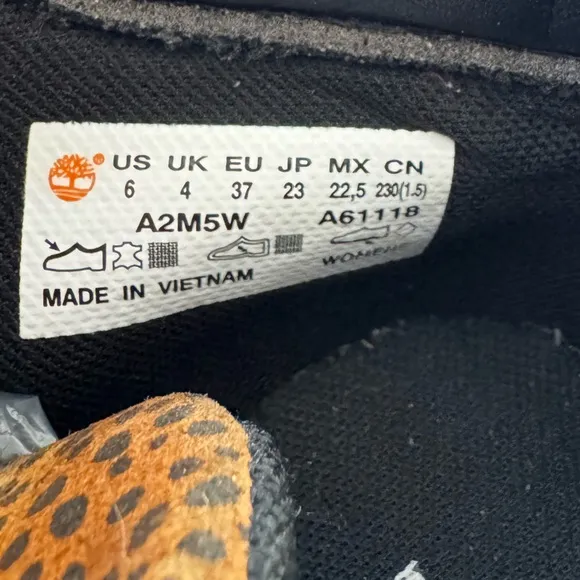 ® US UK EU JP MX CN
6 4 37 23 22,5 230(1.5)
A2M5W A61118
WOMENS
MADE IN VIETNAM